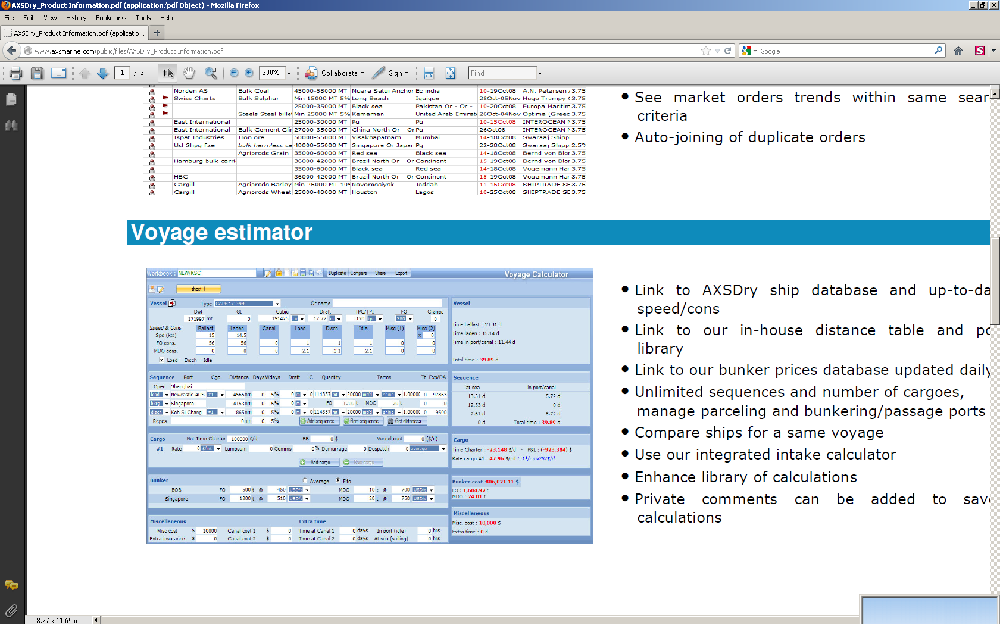 AXSDry_Product Information.pdf (application/pdf Object) - Mozilla Firefox
File Edit View History Bookmarks Tools Help
AXSDry_Product Information.pdf (applicatio...
www.axsmarine.com/public/files/AXSDry_Product Information.pdf
Google
1 / 2
200%
Collaborate
Sign
Find
Norden AS Bulk Coal 45000-58000 MT Muara Satui Anchor Ec india 10-19Oct08 A.N. Petersen 3.75
Swiss Charts Bulk Sulphur Min 15000 MT 5% Long Beach Iquique 28Oct-05Nov Hugo Trumpy 3.75
25000-35000 MT Black sea Pakistan Or - Or - 10-20Oct08 Europa Maritim 3.75
Steels Steel billet Min 25000 MT 5% Kemaman United Arab Emirate 26Oct-04Nov Optima (Greec 3.75
East International 25000-30000 MT Pg Pg 10-15Oct08 INTEROCEAN 3.75
East International Bulk Cement Clin 27000-35000 MT China North Or - Or Pg 26Oct08 INTEROCEAN 3.75
Ispat Industries Iron ore 50000-55000 MT Visakhapatnam Mumbai 14-18Oct08 Swaraaj Shipp 3.75
Usl Shpg Fze bulk harmless ca 40000-55000 MT Singapore Or Japan Pg 22-28Oct08 Swaraaj Shipp 2.5%
Agriprods Grain 35000-60000 MT Red sea Black sea 14-18Oct08 Bernd von Blor 3.75
Hamburg bulk carri 36000-42000 MT Brazil North Or - Or Continent 15-19Oct08 Bernd von Blor 3.75
35000-60000 MT Black sea Red sea 14-18Oct08 Vogemann Har 3.75
HBC 36000-42000 MT Brazil North Or - Or Continent 15-19Oct08 Vogemann Har 3.75
Cargill Agriprods Barley Min 25000 MT 10% Novorossiysk Jeddah 11-15Oct08 SHIPTRADE SE 3.75
Cargill Agriprods Wheat 25000-40000 MT Houston Lagos 10-25Oct08 SHIPTRADE SE 3.75
• See market orders trends within same sear
criteria
• Auto-joining of duplicate orders
Voyage estimator
Workbook : NEW/KSC Duplicate Compare Share Export Voyage Calculator
sheet 1
Vessel Type CAPE 172-99 Or name
Dwt Gt Cubic Draft TPC/TPI FO Cranes
171997 mt 0 191425 cm 17.72 m 120 tpc 380 0
Speed & Cons Ballast Laden Canal Load Disch Idle Misc (1) Misc (2)
Spd (kts) 15 14.5 x 0
FO cons. 56 56 0 1 1 1 0 0
MDO cons. 0 0 0 2.1 2.1 2.1 0 0
Load = Disch = Idle
Vessel
Time ballast : 13.31 d
Time laden : 15.14 d
Time in port/canal : 11.44 d
Total time : 39.89 d
Sequence Port Cgo Distance Days Wdays Draft C Quantity Terms Tt Exp/DA
Open Shanghai
load Newcastle AUS #1 4565 nm 0 5% 0 m 0 114357 mt 20000 mt/d shinc 1.0000 0 97863
bkrg Singapore 4153 nm 0 5% 0 m FO 1200 t MDO 20 t 0 0
disch Koh Si Chang #1 865 nm 0 5% 0 m 0 114357 mt 20000 mt/d shinc 1.0000 0 9500
Repos 0 nm 0 5% Add sequence Rem sequence Get distances
Sequence
at sea in port/canal
13.31 d 5.72 d
12.53 d 0 d
2.61 d 5.72 d
0 d Total time : 39.89 d
Cargo Net Time Charter 100000 $/d BB 0 $ Vessel cost 0 ($/d)
#1 Rate 0 $/mt Lumpsum 0 Comms 0% Demurrage 0 Despatch 0 average
Add cargo Rem cargo
Cargo
Time Charter : -23,148 $/d - P&L : (-923,384) $
Rate cargo #1 : 42.96 $/mt 0.1$/mt~287$/d
Bunker Average Fifo
BOB FO 500 t @ 450 USD/t MDO 10 t @ 700 USD/t
Singapore FO 1200 t @ 510 USD/t MDO 20 t @ 750 USD/t
Bunker cost :806,021.11 $
FO : 1,604.92 t
MDO : 24.01 t
Miscellaneous Extra time
Misc cost $ 10000 Canal cost 1 $ 0 Time at Canal 1 0 days In port (idle) 0 hrs
Extra insurance $ 0 Canal cost 2 $ 0 Time at Canal 2 0 days At sea (sailing) 0 hrs
Miscellaneous
Misc. cost : 10,000 $
Extra time : 0 d
• Link to AXSDry ship database and up-to-da
speed/cons
• Link to our in-house distance table and po
library
• Link to our bunker prices database updated daily
• Unlimited sequences and number of cargoes,
manage parceling and bunkering/passage ports
• Compare ships for a same voyage
• Use our integrated intake calculator
• Enhance library of calculations
• Private comments can be added to save
calculations
8.27 x 11.69 in